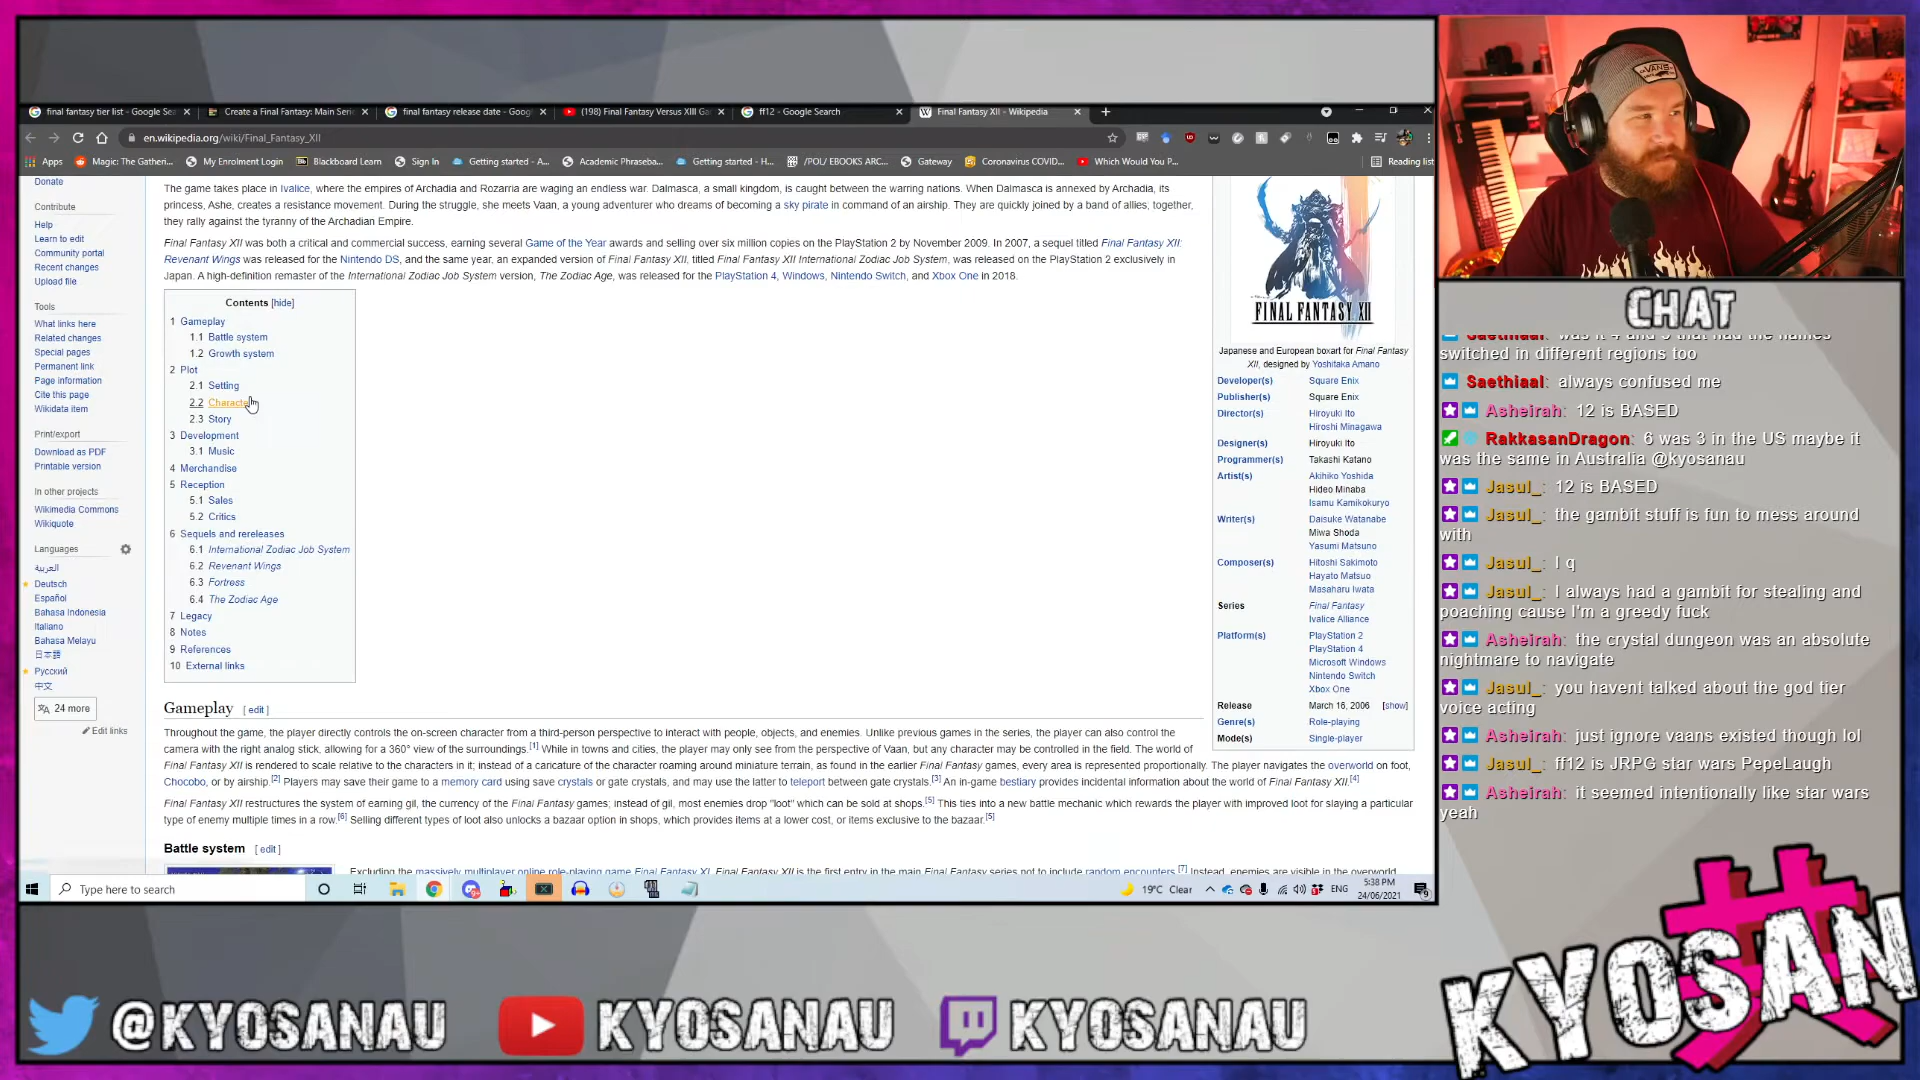 final fantasy tier list - Google Se
Create a Final Fantasy: Main Seri
final fantasy release date - Goog
(198) Final Fantasy Versus XIII Ga
ff12 - Google Search
Final Fantasy XII - Wikipedia
en.wikipedia.org/wiki/Final_Fantasy_XII
Apps
Magic: The Gatheri...
My Enrolment Login
Blackboard Learn
Sign In
Getting started - A...
Academic Phraseba...
Getting started - H...
/POL/ EBOOKS ARC...
Gateway
Coronavirus COVID...
Which Would You P...
Reading list
Donate
Contribute
Help
Learn to edit
Community portal
Recent changes
Upload file
Tools
What links here
Related changes
Special pages
Permanent link
Page information
Cite this page
Wikidata item
Print/export
Download as PDF
Printable version
In other projects
Wikimedia Commons
Wikiquote
Languages
العربية
Deutsch
Español
Bahasa Indonesia
Italiano
Bahasa Melayu
日本語
Русский
中文
24 more
Edit links
The game takes place in Ivalice, where the empires of Archadia and Rozarria are waging an endless war. Dalmasca, a small kingdom, is caught between the warring nations. When Dalmasca is annexed by Archadia, its
princess, Ashe, creates a resistance movement. During the struggle, she meets Vaan, a young adventurer who dreams of becoming a sky pirate in command of an airship. They are quickly joined by a band of allies, together,
they rally against the tyranny of the Archadian Empire.
Final Fantasy XII was both a critical and commercial success, earning several Game of the Year awards and selling over six million copies on the PlayStation 2 by November 2009. In 2007, a sequel titled Final Fantasy XII:
Revenant Wings was released for the Nintendo DS, and the same year, an expanded version of Final Fantasy XII, titled Final Fantasy XII International Zodiac Job System, was released on the PlayStation 2 exclusively in
Japan. A high-definition remaster of the International Zodiac Job System version, The Zodiac Age, was released for the PlayStation 4, Windows, Nintendo Switch, and Xbox One in 2018.
Contents [hide]
1 Gameplay
1.1 Battle system
1.2 Growth system
2 Plot
2.1 Setting
2.2 Characte
2.3 Story
3 Development
3.1 Music
4 Merchandise
5 Reception
5.1 Sales
5.2 Critics
6 Sequels and rereleases
6.1 International Zodiac Job System
6.2 Revenant Wings
6.3 Fortress
6.4 The Zodiac Age
7 Legacy
8 Notes
9 References
10 External links
FINAL FANTASY XII
Japanese and European boxart for Final Fantasy
XII, designed by Yoshitaka Amano
Developer(s) Square Enix
Publisher(s) Square Enix
Director(s) Hiroyuki Ito
Hiroshi Minagawa
Designer(s) Hiroyuki Ito
Programmer(s) Takashi Katano
Artist(s) Akihiko Yoshida
Hideo Minaba
Isamu Kamikokuryo
Writer(s) Daisuke Watanabe
Miwa Shoda
Yasumi Matsuno
Composer(s) Hitoshi Sakimoto
Hayato Matsuo
Masaharu Iwata
Series Final Fantasy
Ivalice Alliance
Platform(s) PlayStation 2
PlayStation 4
Microsoft Windows
Nintendo Switch
Xbox One
Release March 16, 2006 [show]
Genre(s) Role-playing
Mode(s) Single-player
Gameplay [ edit ]
Throughout the game, the player directly controls the on-screen character from a third-person perspective to interact with people, objects, and enemies. Unlike previous games in the series, the player can also control the
camera with the right analog stick, allowing for a 360° view of the surroundings.[1] While in towns and cities, the player may only see from the perspective of Vaan, but any character may be controlled in the field. The world of
Final Fantasy XII is rendered to scale relative to the characters in it; instead of a caricature of the character roaming around miniature terrain, as found in the earlier Final Fantasy games, every area is represented proportionally. The player navigates the overworld on foot,
Chocobo, or by airship.[2] Players may save their game to a memory card using save crystals or gate crystals, and may use the latter to teleport between gate crystals.[3] An in-game bestiary provides incidental information about the world of Final Fantasy XII.[4]
Final Fantasy XII restructures the system of earning gil, the currency of the Final Fantasy games; instead of gil, most enemies drop "loot" which can be sold at shops.[5] This ties into a new battle mechanic which rewards the player with improved loot for slaying a particular
type of enemy multiple times in a row.[6] Selling different types of loot also unlocks a bazaar option in shops, which provides items at a lower cost, or items exclusive to the bazaar.[5]
Battle system [ edit ]
Excluding the massively multiplayer online role-playing game Final Fantasy XI, Final Fantasy XII is the first entry in the main Final Fantasy series not to include random encounters.[7] Instead, enemies are visible in the overworld
Type here to search
19°C Clear
ENG
5:38 PM
24/06/2021
9
VANS
CHAT
switched in different regions too
Saethiaal: always confused me
Asheirah: 12 is BASED
RakkasanDragon: 6 was 3 in the US maybe it
was the same in Australia @kyosanau
Jasul_: 12 is BASED
Jasul_: the gambit stuff is fun to mess around
with
Jasul_: I q
Jasul_: I always had a gambit for stealing and
poaching cause I'm a greedy fuck
Asheirah: the crystal dungeon was an absolute
nightmare to navigate
Jasul_: you havent talked about the god tier
voice acting
Asheirah: just ignore vaans existed though lol
Jasul_: ff12 is JRPG star wars PepeLaugh
Asheirah: it seemed intentionally like star wars
yeah
@KYOSANAU
KYOSANAU
KYOSANAU
KYOSAN